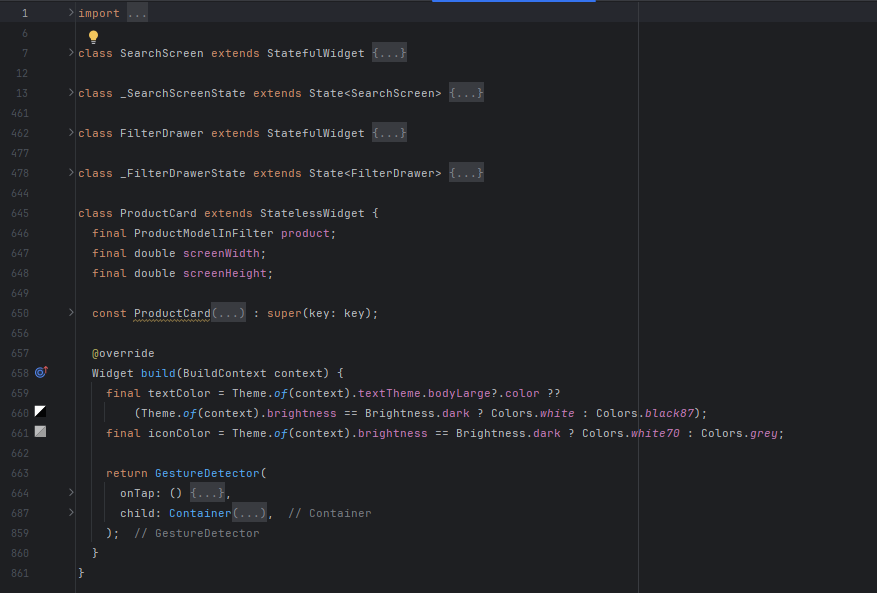 1 import ...
6
7 class SearchScreen extends StatefulWidget {...}
12
13 class _SearchScreenState extends State<SearchScreen> {...}
461
462 class FilterDrawer extends StatefulWidget {...}
477
478 class _FilterDrawerState extends State<FilterDrawer> {...}
644
645 class ProductCard extends StatelessWidget {
646 final ProductModelInFilter product;
647 final double screenWidth;
648 final double screenHeight;
649
650 const ProductCard(...) : super(key: key);
656
657 @override
658 Widget build(BuildContext context) {
659 final textColor = Theme.of(context).textTheme.bodyLarge?.color ??
660 (Theme.of(context).brightness == Brightness.dark ? Colors.white : Colors.black87);
661 final iconColor = Theme.of(context).brightness == Brightness.dark ? Colors.white70 : Colors.grey;
662
663 return GestureDetector(
664 onTap: () {...},
687 child: Container(...), // Container
859 ); // GestureDetector
860 }
861 }